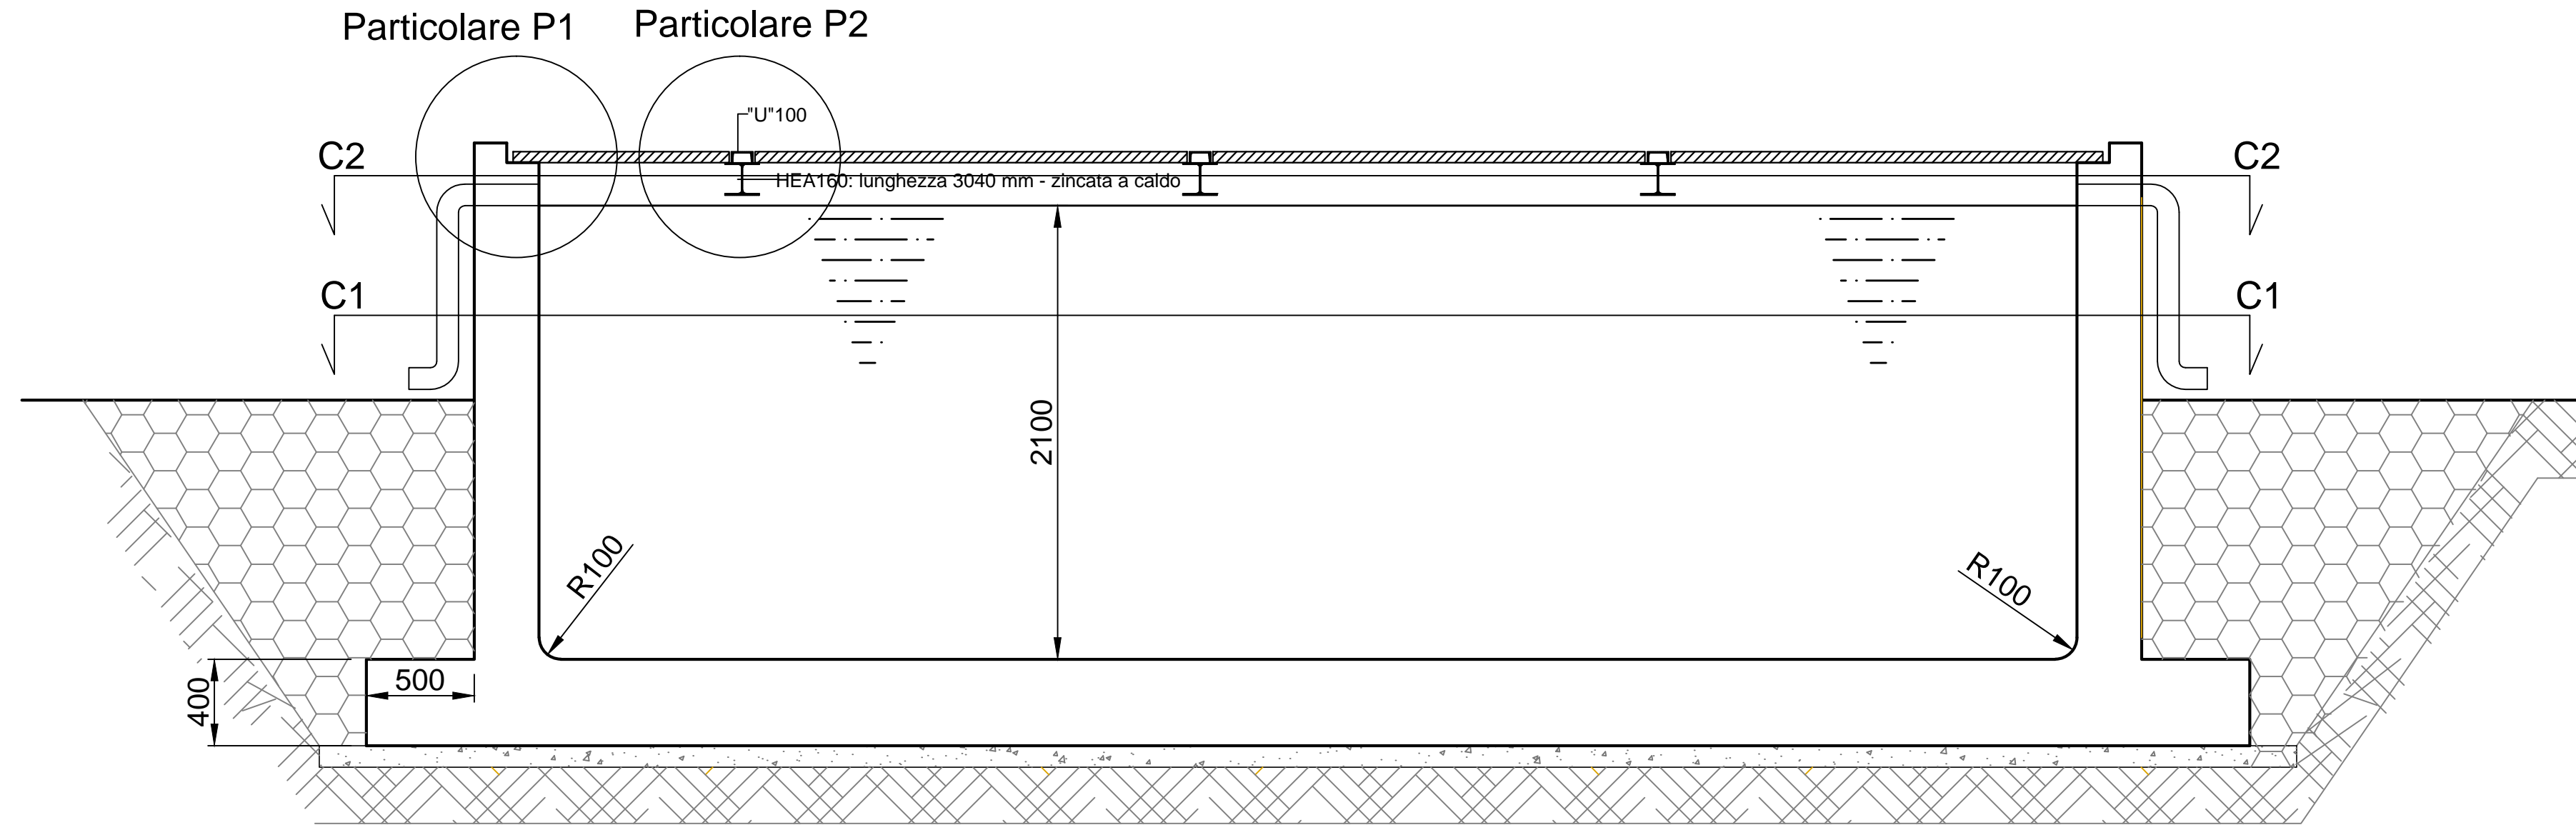 Particolare P1
Particolare P2
"U"100
C2
C2
HEA160: lunghezza 3040 mm - zincata a caldo
C1
C1
2100
R100
R100
500
400